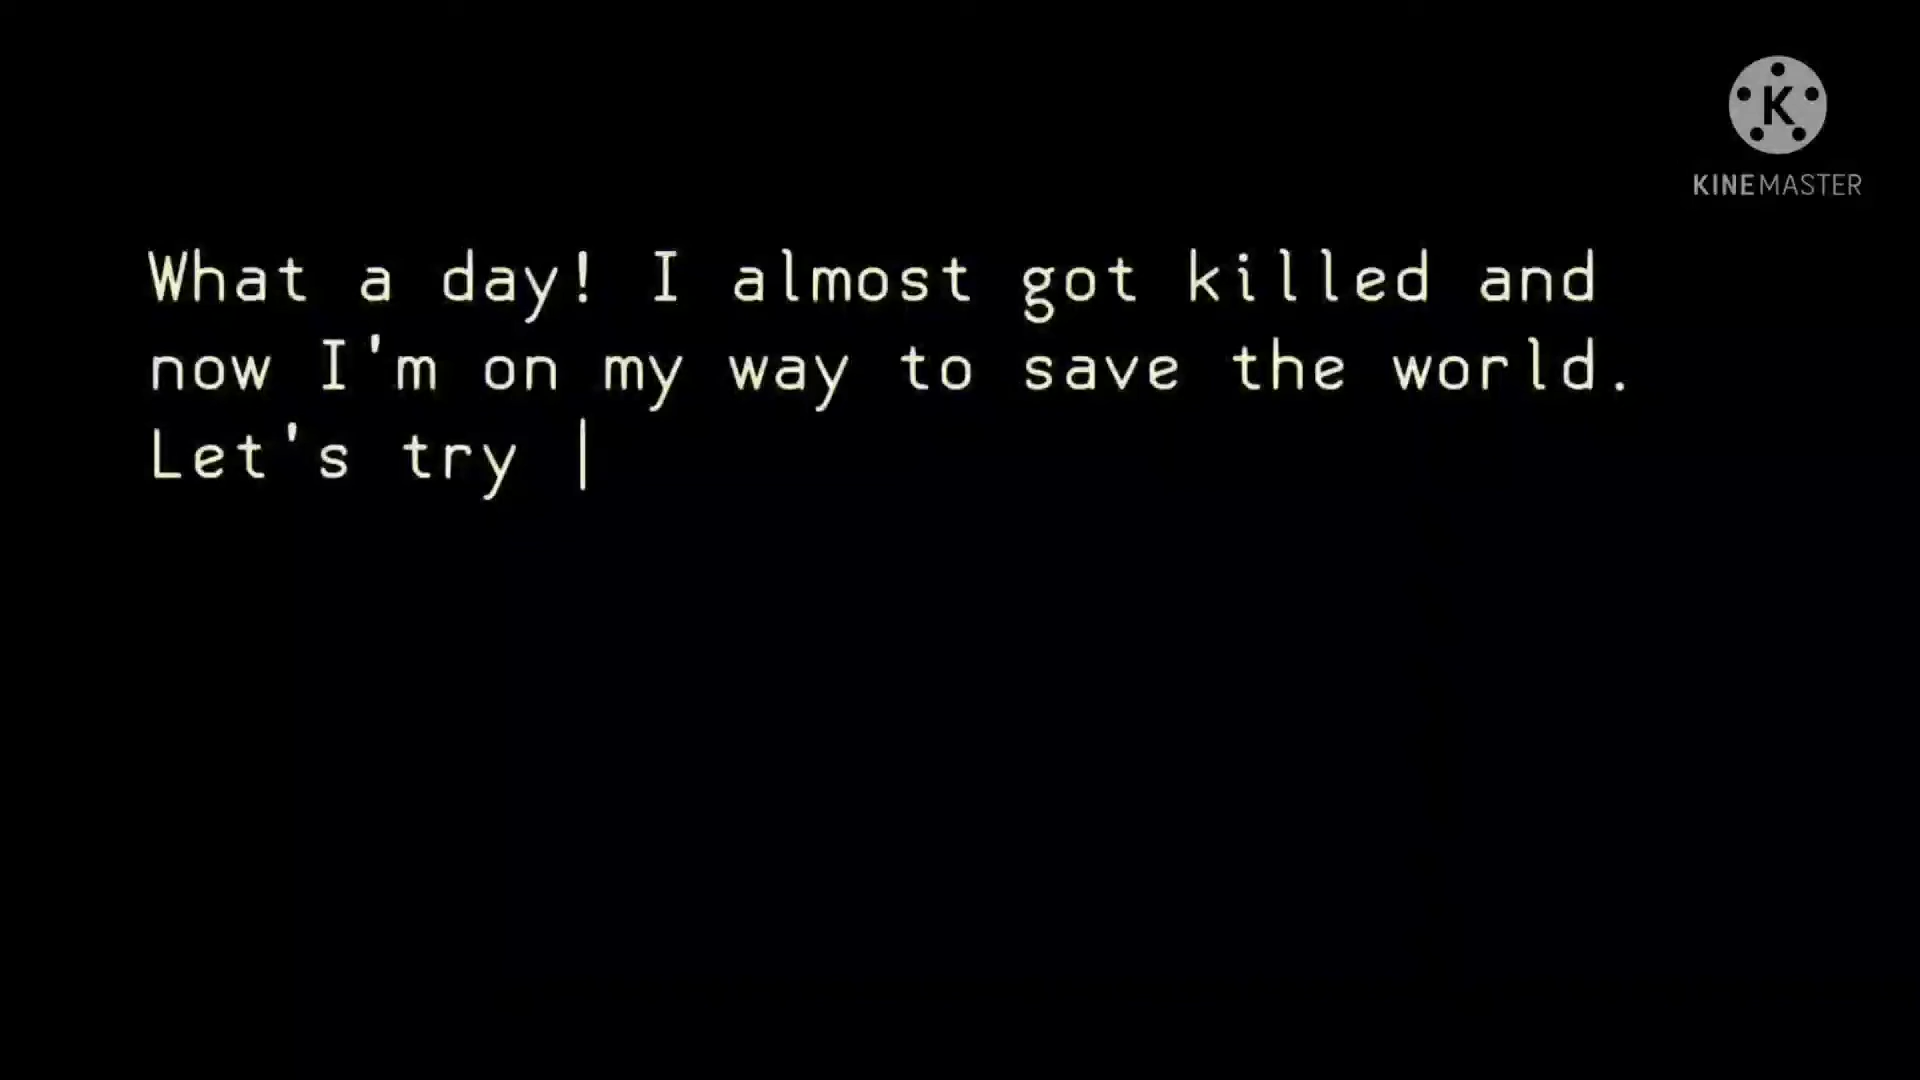 K
KINEMASTER
What a day! I almost got killed and
now I'm on my way to save the world.
Let's try